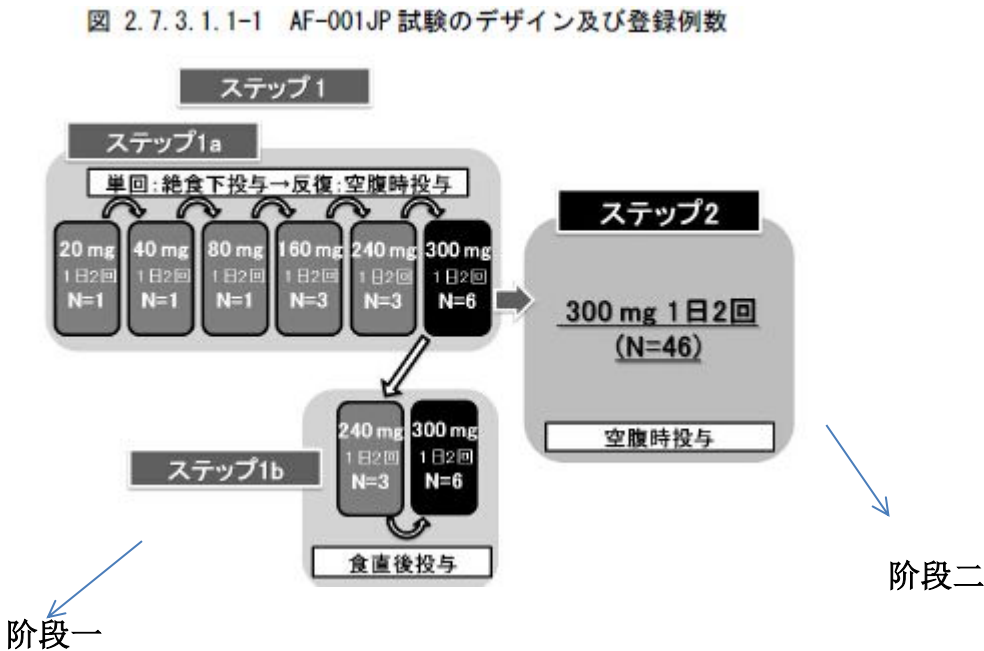 図 2.7.3.1.1-1 AF-001JP 試験のデザイン及び登録例数
ステップ1
ステップ1a
単回:絶食下投与→反復:空腹時投与
20 mg
1日2回
N=1
40 mg
1日2回
N=1
80 mg
1日2回
N=1
160 mg
1日2回
N=3
240 mg
1日2回
N=3
300 mg
1日2回
N=6
ステップ2
300 mg 1日2回
(N=46)
空腹時投与
ステップ1b
240 mg
1日2回
N=3
300 mg
1日2回
N=6
食直後投与
阶段一
阶段二